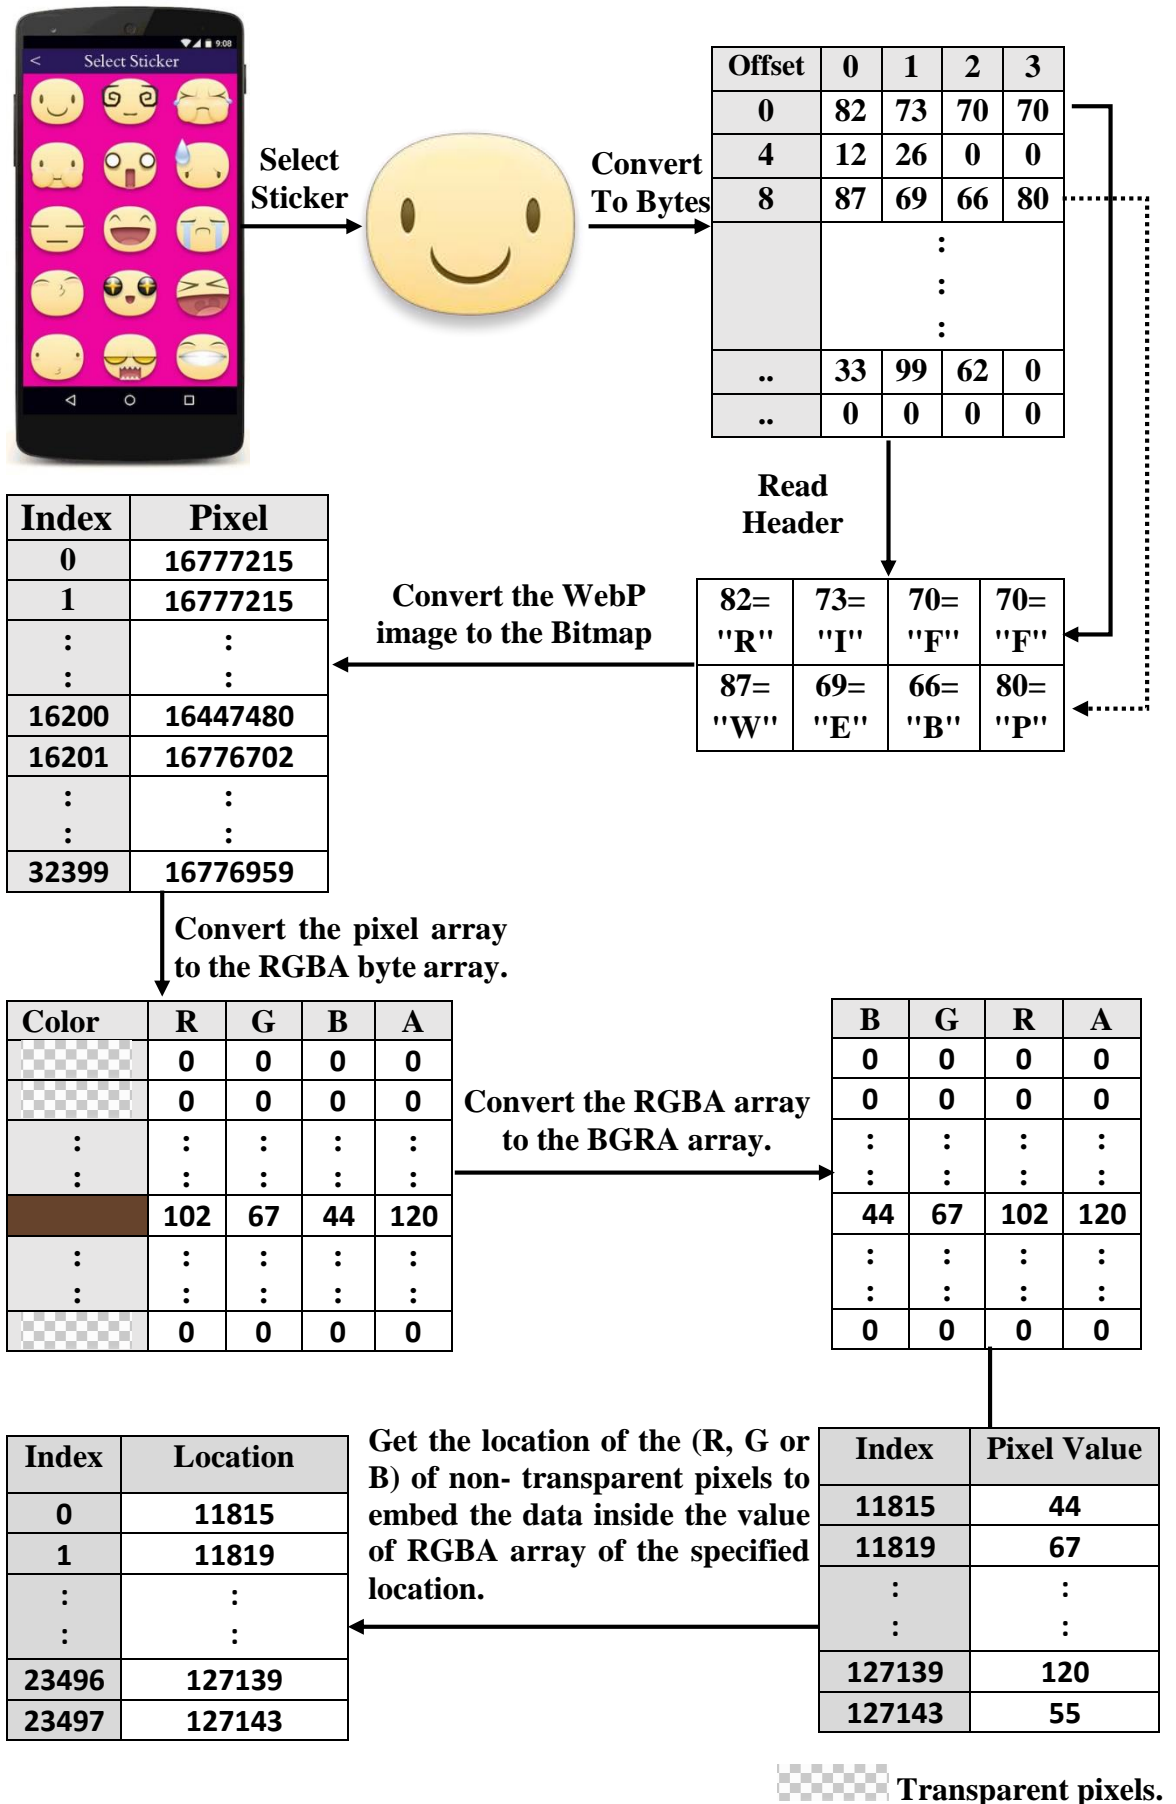 9:08
< Select Sticker
Select
Sticker
Convert
To Bytes
Offset 0 1 2 3
0 82 73 70 70
4 12 26 0 0
8 87 69 66 80
:
:
:
.. 33 99 62 0
.. 0 0 0 0
Read
Header
82= 73= 70= 70=
"R" "I" "F" "F"
87= 69= 66= 80=
"W" "E" "B" "P"
Convert the WebP
image to the Bitmap
Index Pixel
0 16777215
1 16777215
: :
: :
16200 16447480
16201 16776702
: :
: :
32399 16776959
Convert the pixel array
to the RGBA byte array.
Color R G B A
0 0 0 0
0 0 0 0
: : : : :
: : : : :
102 67 44 120
: : : : :
: : : : :
0 0 0 0
Convert the RGBA array
to the BGRA array.
B G R A
0 0 0 0
0 0 0 0
: : : :
: : : :
44 67 102 120
: : : :
: : : :
0 0 0 0
Index Pixel Value
11815 44
11819 67
: :
: :
127139 120
127143 55
Get the location of the (R, G or
B) of non- transparent pixels to
embed the data inside the value
of RGBA array of the specified
location.
Index Location
0 11815
1 11819
: :
: :
23496 127139
23497 127143
Transparent pixels.